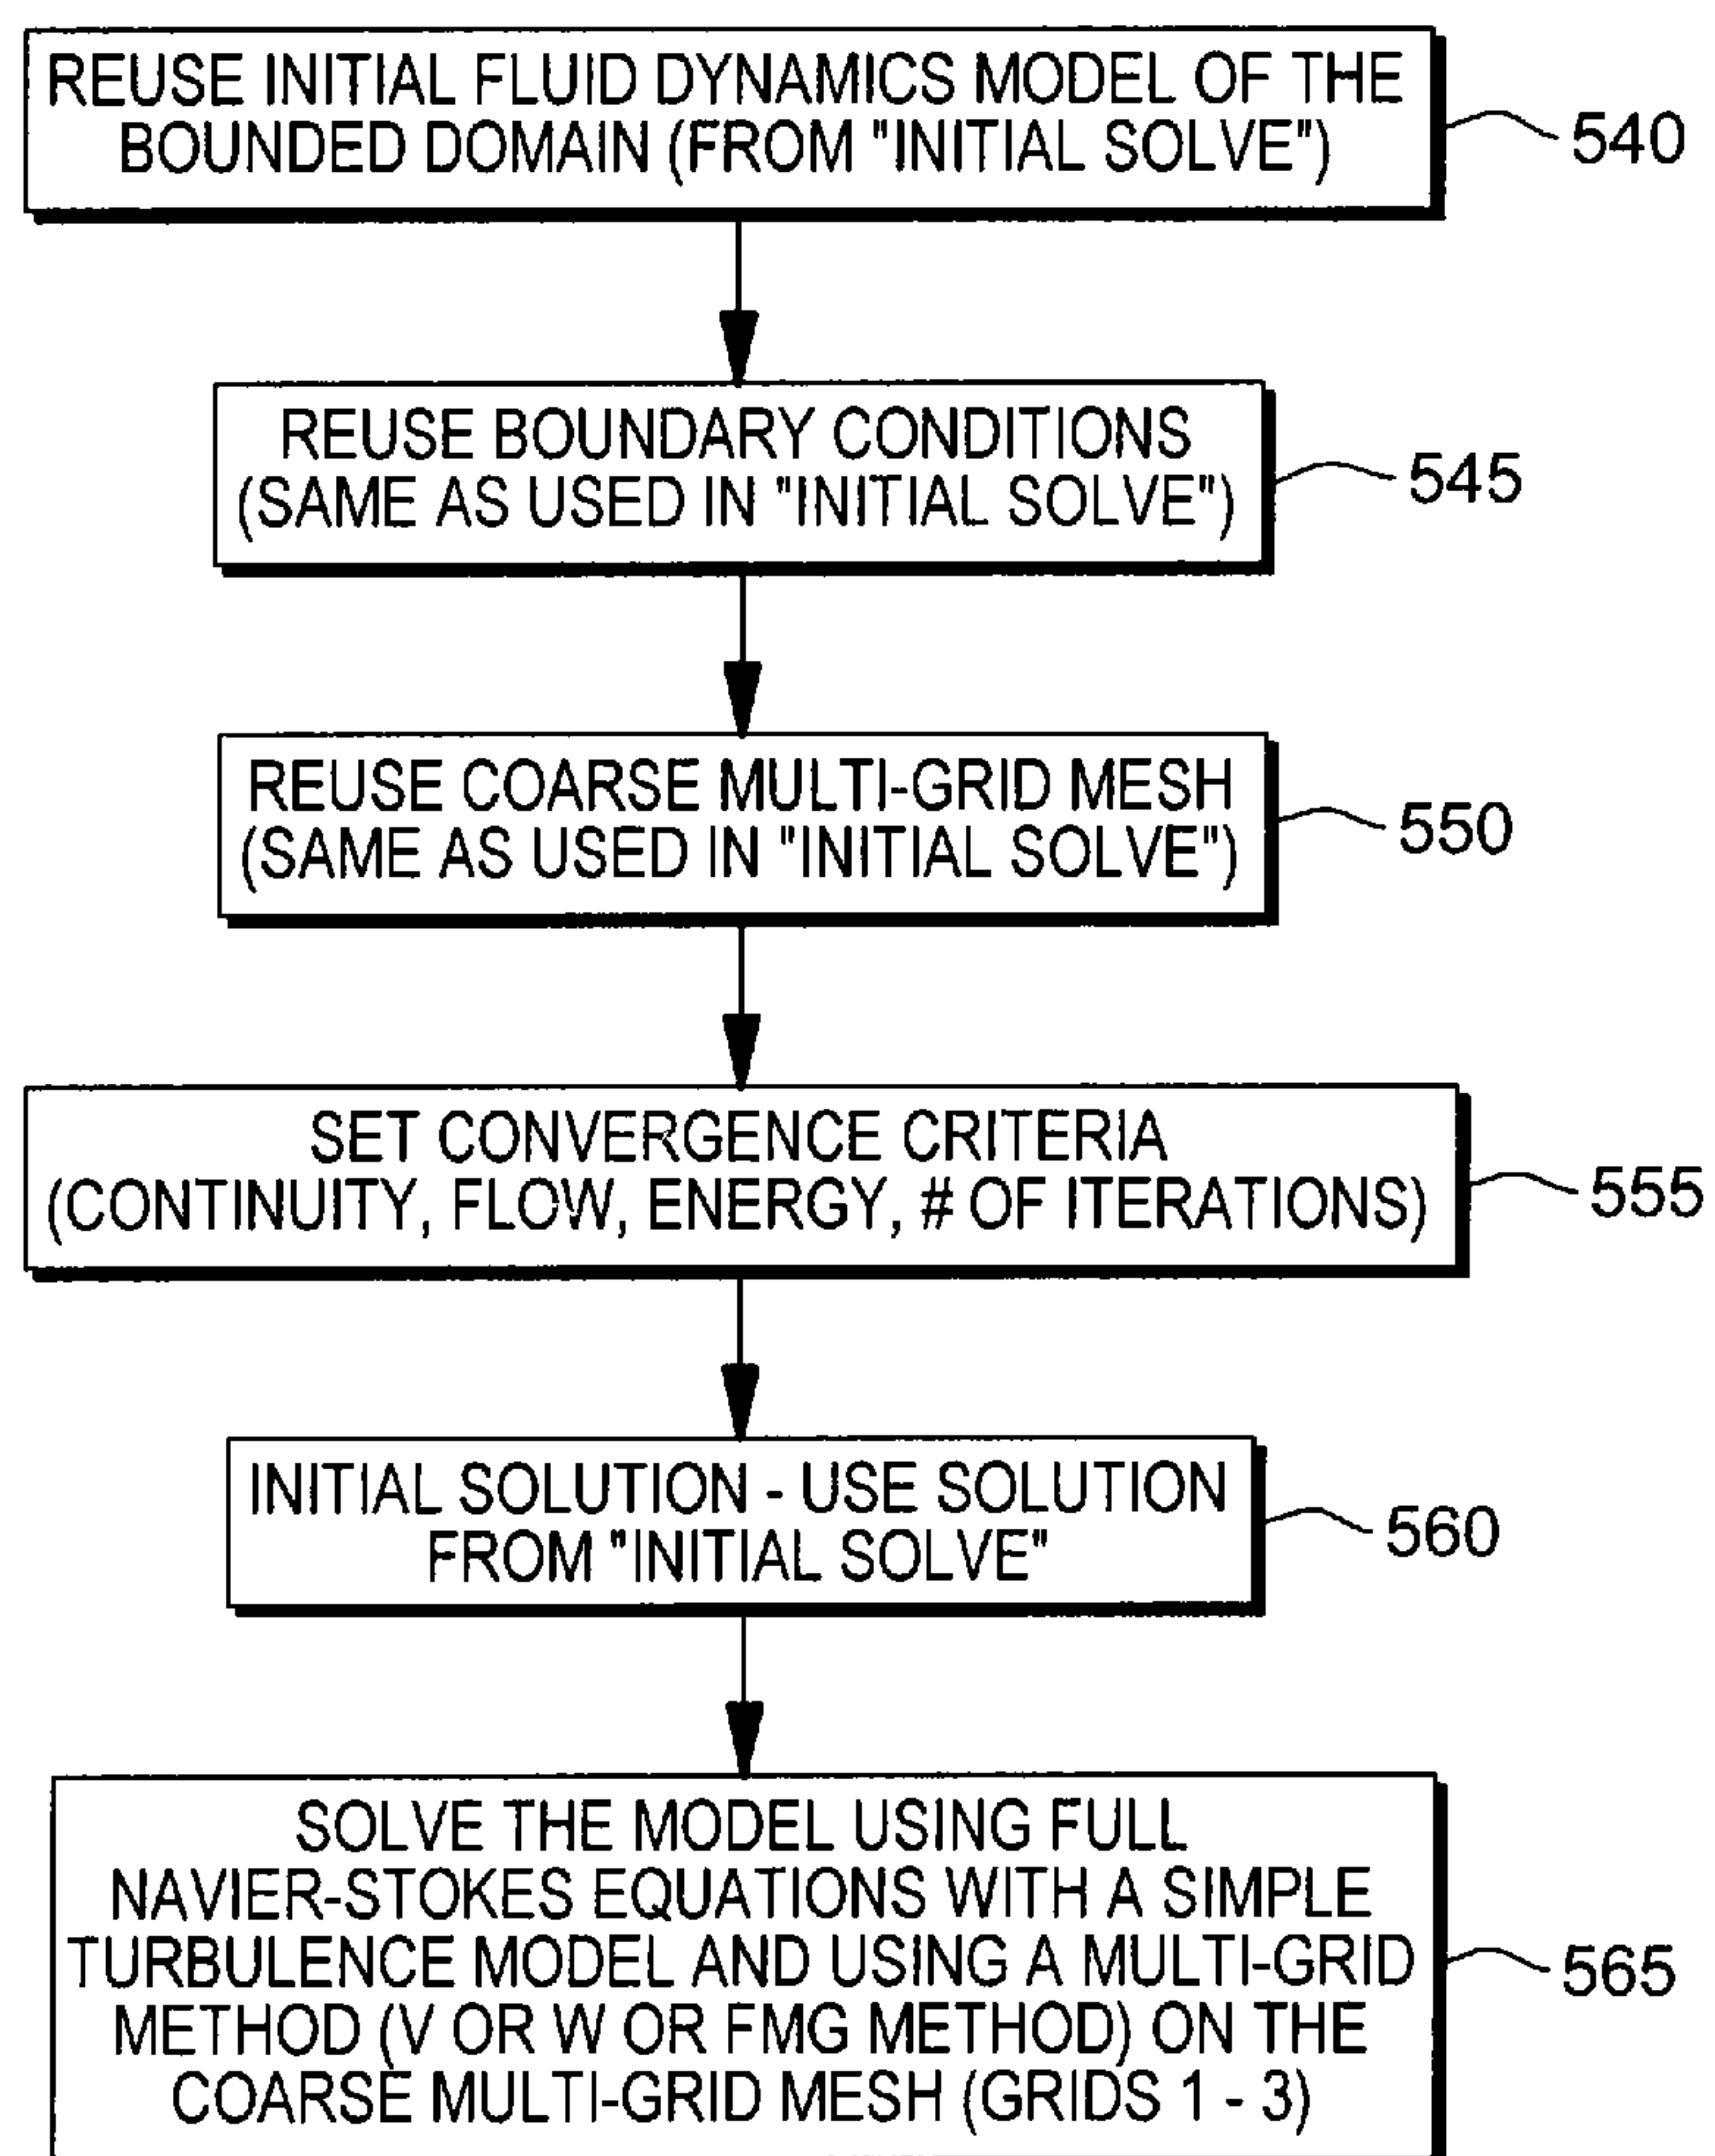 REUSE INITIAL FLUID DYNAMICS MODEL OF THE
BOUNDED DOMAIN (FROM "INITIAL SOLVE")
540
REUSE BOUNDARY CONDITIONS
(SAME AS USED IN "INITIAL SOLVE")
545
REUSE COARSE MULTI-GRID MESH
(SAME AS USED IN "INITIAL SOLVE")
550
SET CONVERGENCE CRITERIA
(CONTINUITY, FLOW, ENERGY, # OF ITERATIONS)
555
INITIAL SOLUTION - USE SOLUTION
FROM "INITIAL SOLVE"
560
SOLVE THE MODEL USING FULL
NAVIER-STOKES EQUATIONS WITH A SIMPLE
TURBULENCE MODEL AND USING A MULTI-GRID
METHOD (V OR W OR FMG METHOD) ON THE
COARSE MULTI-GRID MESH (GRIDS 1 - 3)
565